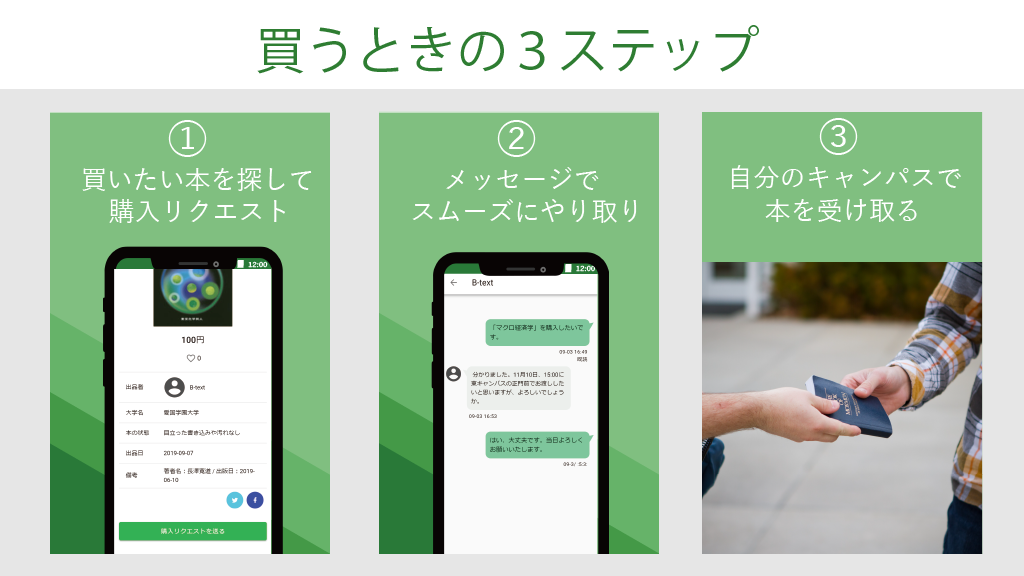 買うときの３ステップ
①
買いたい本を探して
購入リクエスト
12:00
100円
0
出品者
B-text
大学名
愛国学園大学
本の状態
目立った書き込みや汚れなし
出品日
2019-09-07
備考
著者名：長澤寛道 / 出版日：2019-
06-10
購入リクエストを送る
②
メッセージで
スムーズにやり取り
12:00
B-text
「マクロ経済学」を購入したいで
す。
09-03 16:49
既読
分かりました。11月10日、15:00に
東キャンパスの正門前でお渡しした
いと思いますが、よろしいでしょう
か。
09-03 16:53
はい、大丈夫です。当日よろしく
お願いいたします。
③
自分のキャンパスで
本を受け取る
THE
BOOK
OF
MORMON